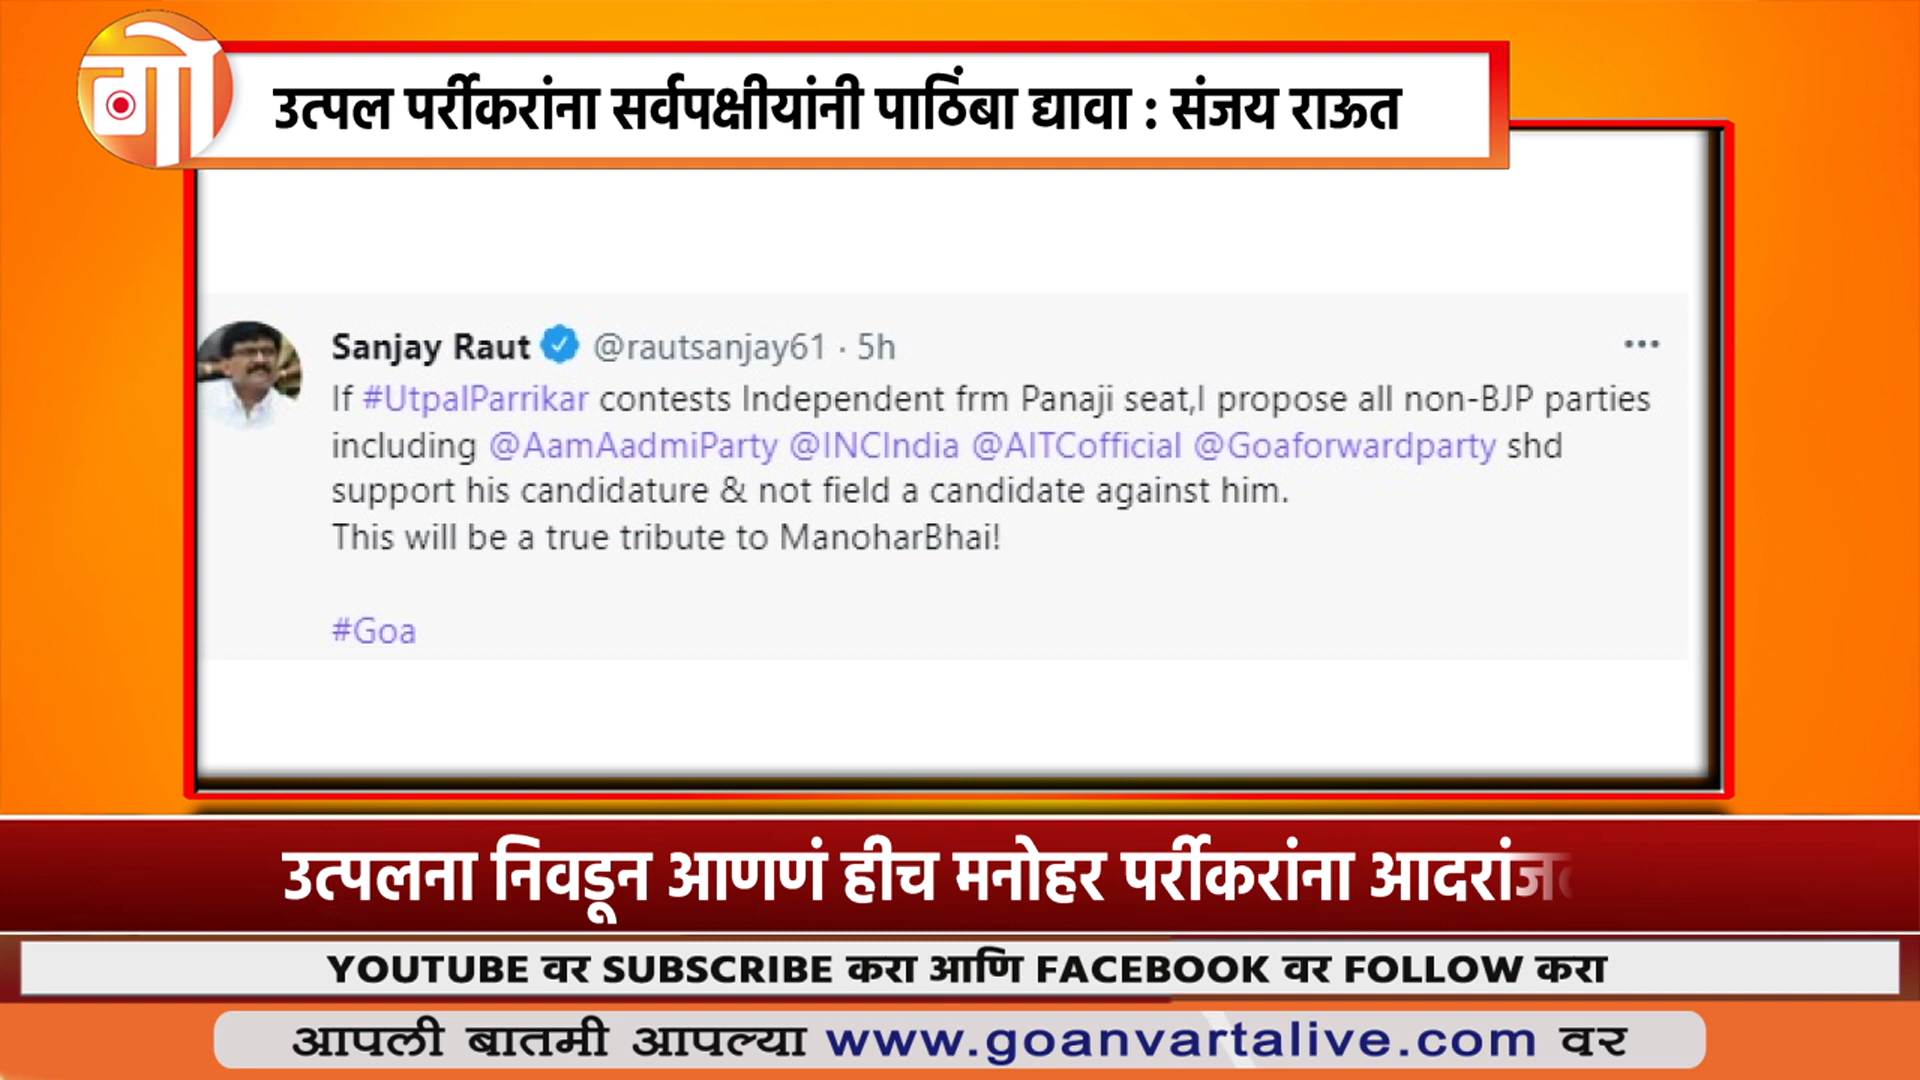 गो
उत्पल पर्रीकरांना सर्वपक्षीयांनी पाठिंबा द्यावा : संजय राऊत
Sanjay Raut @rautsanjay61 · 5h
If #UtpalParrikar contests Independent frm Panaji seat,I propose all non-BJP parties
including @AamAadmiParty @INCIndia @AITCofficial @Goaforwardparty shd
support his candidature & not field a candidate against him.
This will be a true tribute to ManoharBhai!
#Goa
उत्पलना निवडून आणणं हीच मनोहर पर्रीकरांना
YOUTUBE वर SUBSCRIBE करा आणि FACEBOOK वर FOLLOW करा
आपली बातमी आपल्या www.goanvartalive.com वर